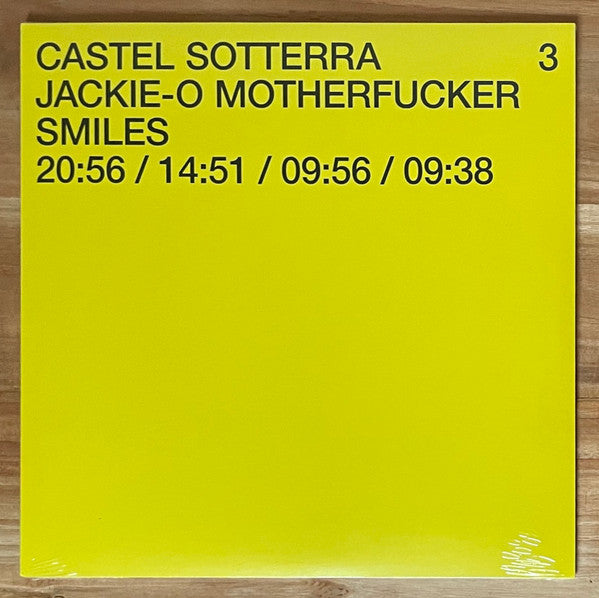 CASTEL SOTTERRA 3
JACKIE-O MOTHERFUCKER
SMILES
20:56 / 14:51 / 09:56 / 09:38